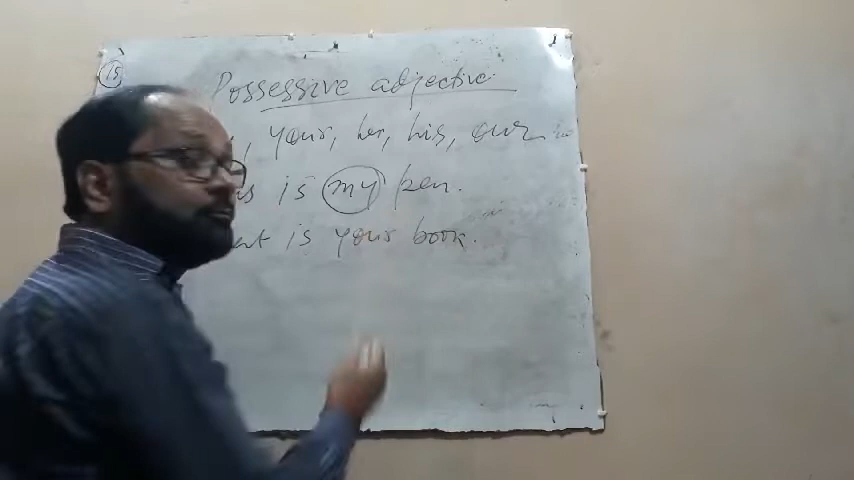 15
Possessive adjective
, your, her, his, our
is my pen.
is your book.